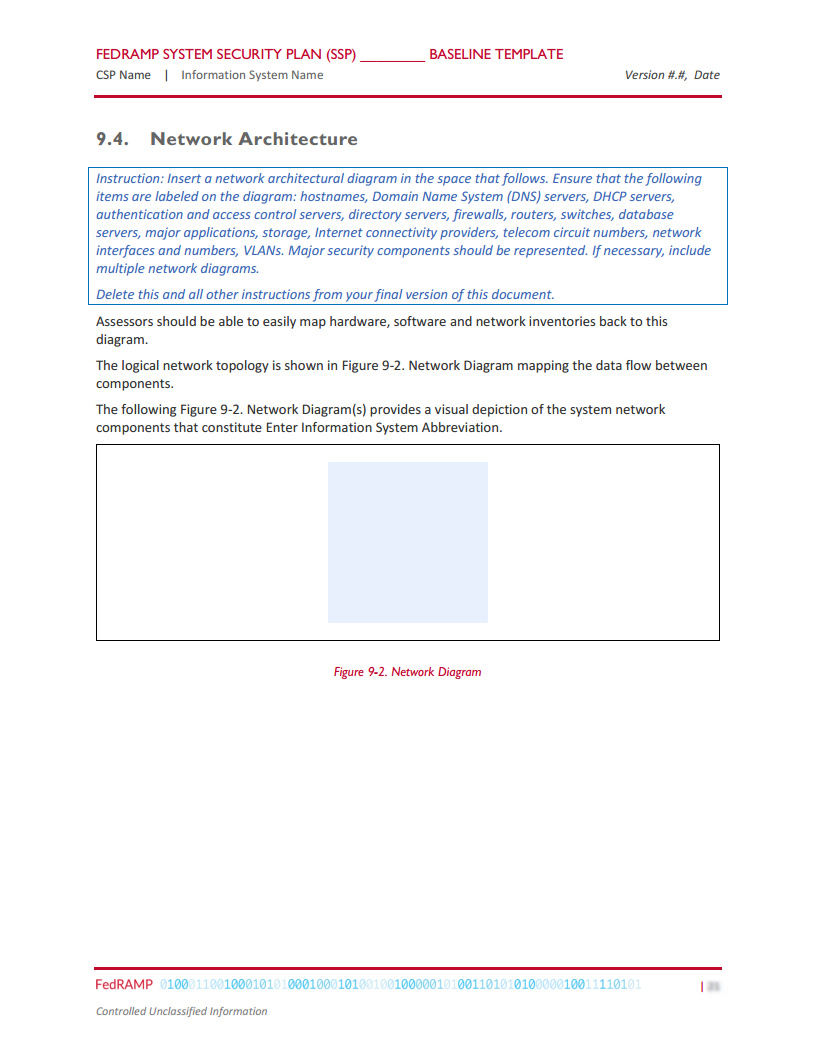 FEDRAMP SYSTEM SECURITY PLAN (SSP) ________ BASELINE TEMPLATE
CSP Name | Information System Name Version #.#, Date
9.4. Network Architecture
Instruction: Insert a network architectural diagram in the space that follows. Ensure that the following
items are labeled on the diagram: hostnames, Domain Name System (DNS) servers, DHCP servers,
authentication and access control servers, directory servers, firewalls, routers, switches, database
servers, major applications, storage, Internet connectivity providers, telecom circuit numbers, network
interfaces and numbers, VLANs. Major security components should be represented. If necessary, include
multiple network diagrams.
Delete this and all other instructions from your final version of this document.
Assessors should be able to easily map hardware, software and network inventories back to this
diagram.
The logical network topology is shown in Figure 9-2. Network Diagram mapping the data flow between
components.
The following Figure 9-2. Network Diagram(s) provides a visual depiction of the system network
components that constitute Enter Information System Abbreviation.
Figure 9-2. Network Diagram
FedRAMP 01000110010001010100010001010010010000010100110101010000010011110101 |
Controlled Unclassified Information